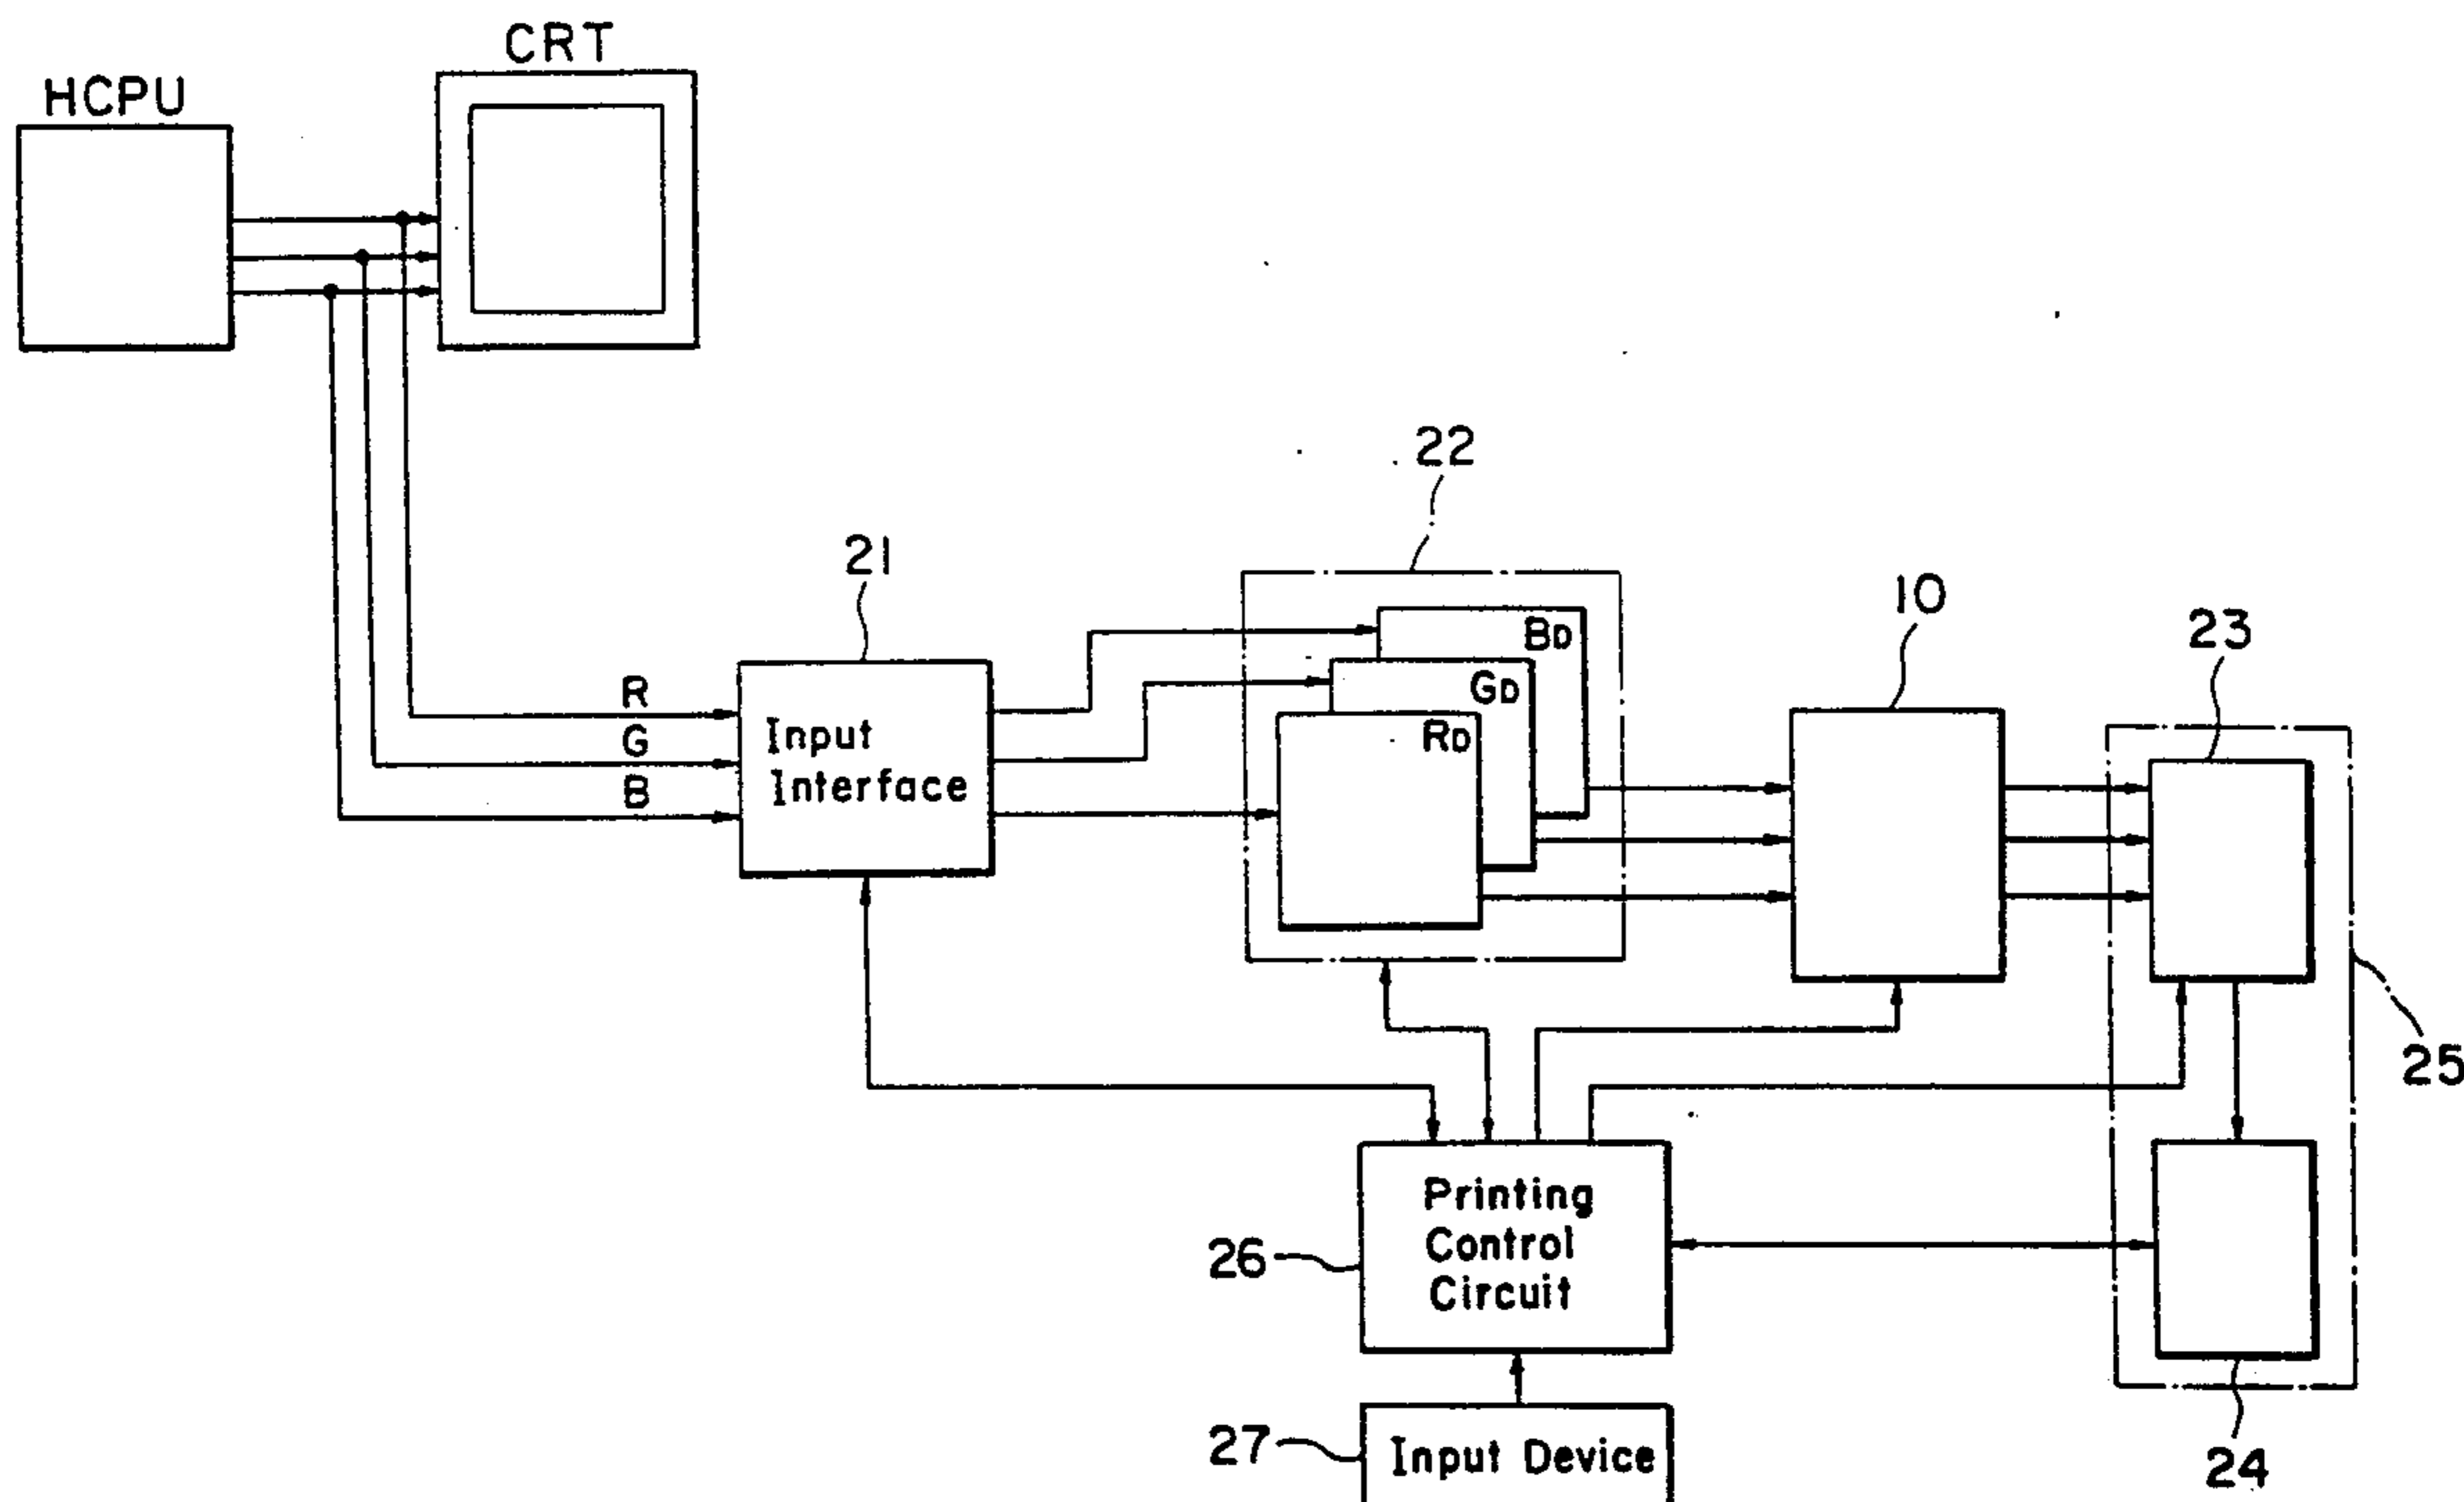 CRT
HCPU
22
21
10
23
BD
GD
RD
R
G
B
Input
Interface
25
Printing
Control
Circuit
26
27
Input Device
24